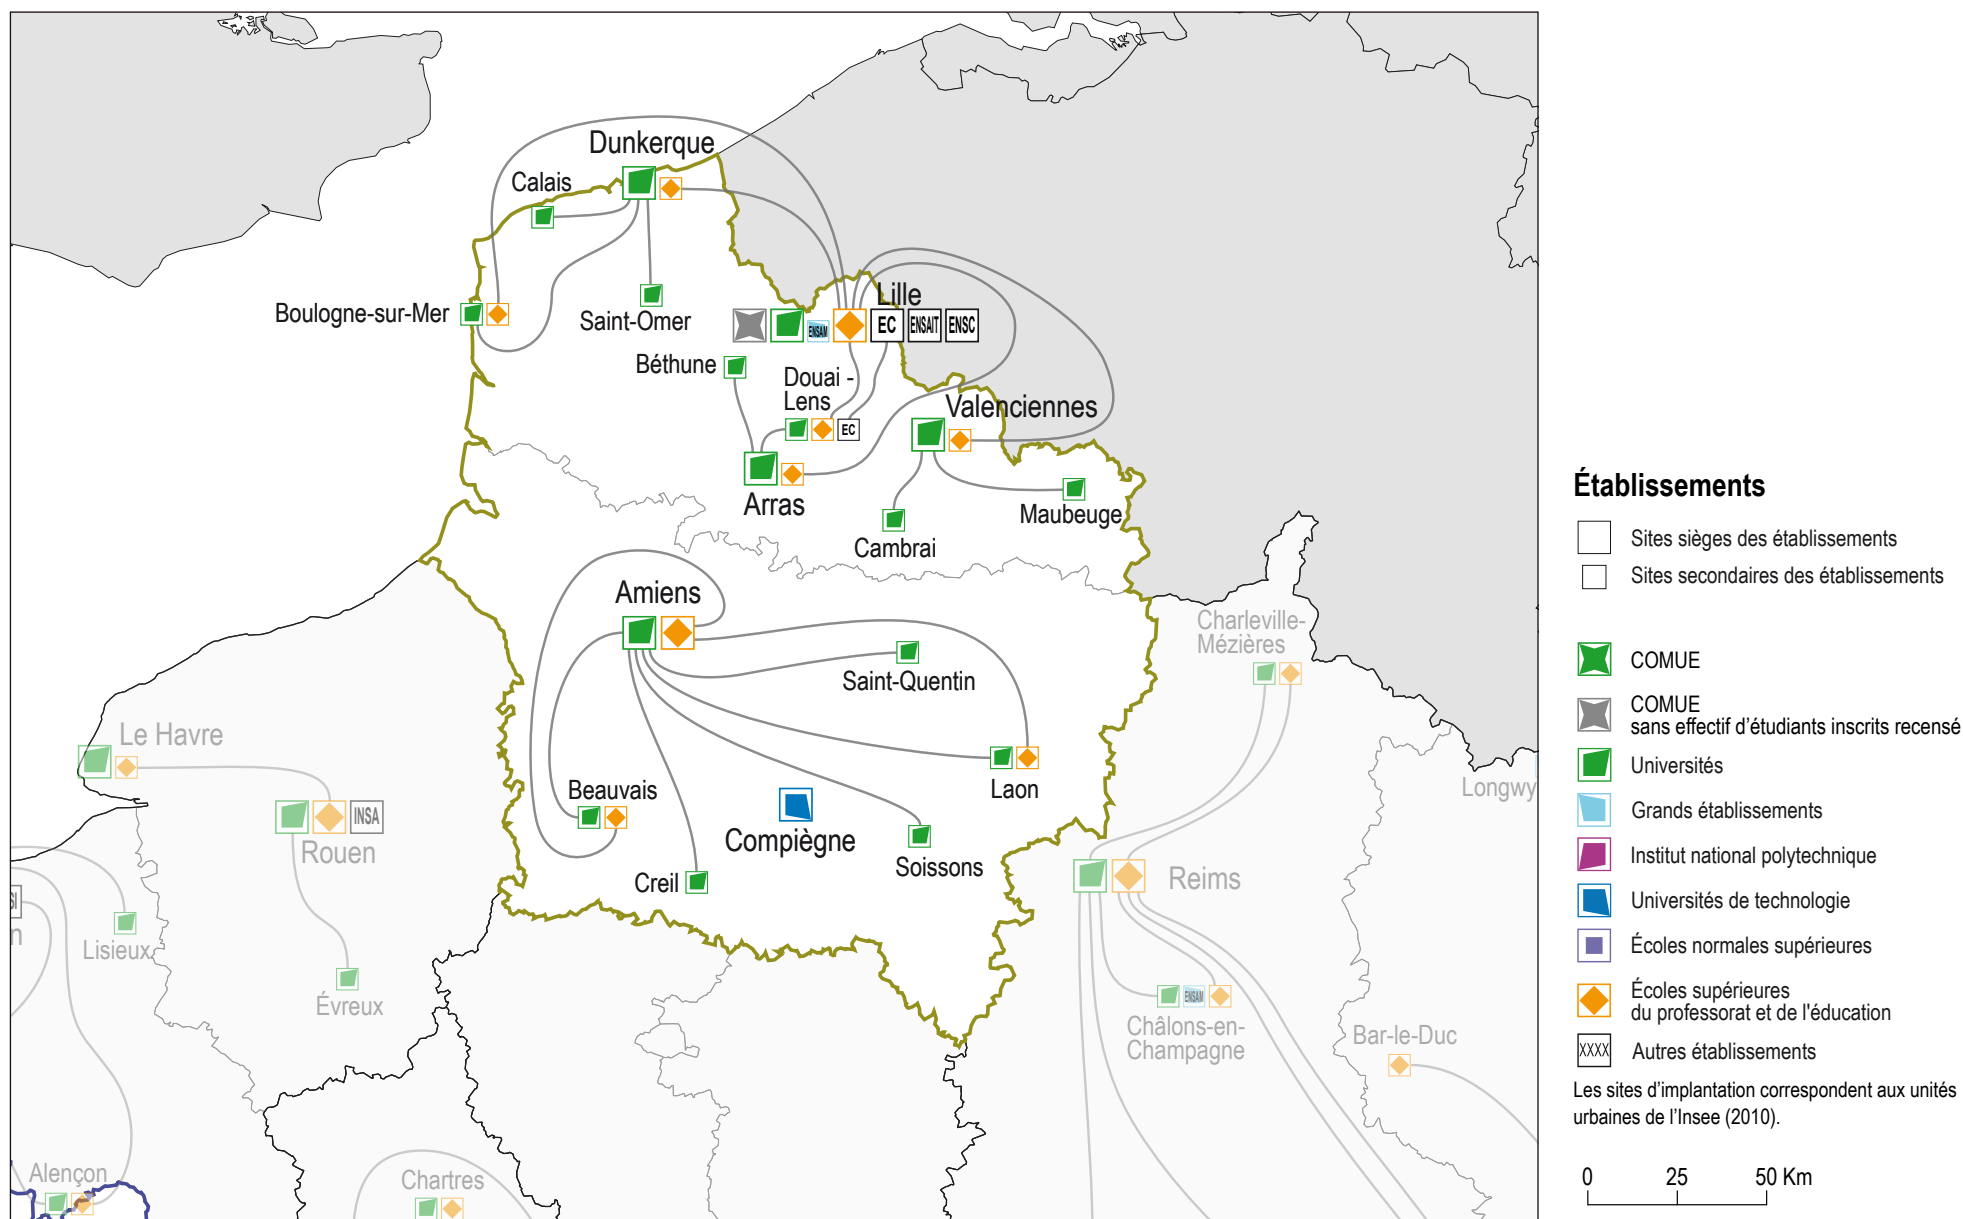 Dunkerque
Calais
Boulogne-sur-Mer
Saint-Omer
Lille
ENSAM
EC
ENSAIT
ENSC
Béthune
Douai -
Lens
EC
Valenciennes
Arras
Maubeuge
Cambrai
Amiens
Saint-Quentin
Charleville-
Mézières
Le Havre
Laon
Longwy
Beauvais
INSA
Rouen
Compiègne
Soissons
Creil
Reims
Lisieux
Évreux
ENSAM
Châlons-en-
Champagne
Bar-le-Duc
Alençon
Chartres
Établissements
Sites sièges des établissements
Sites secondaires des établissements
COMUE
COMUE
sans effectif d’étudiants inscrits recensé
Universités
Grands établissements
Institut national polytechnique
Universités de technologie
Écoles normales supérieures
Écoles supérieures
du professorat et de l'éducation
XXXX
Autres établissements
Les sites d’implantation correspondent aux unités
urbaines de l’Insee (2010).
0 25 50 Km